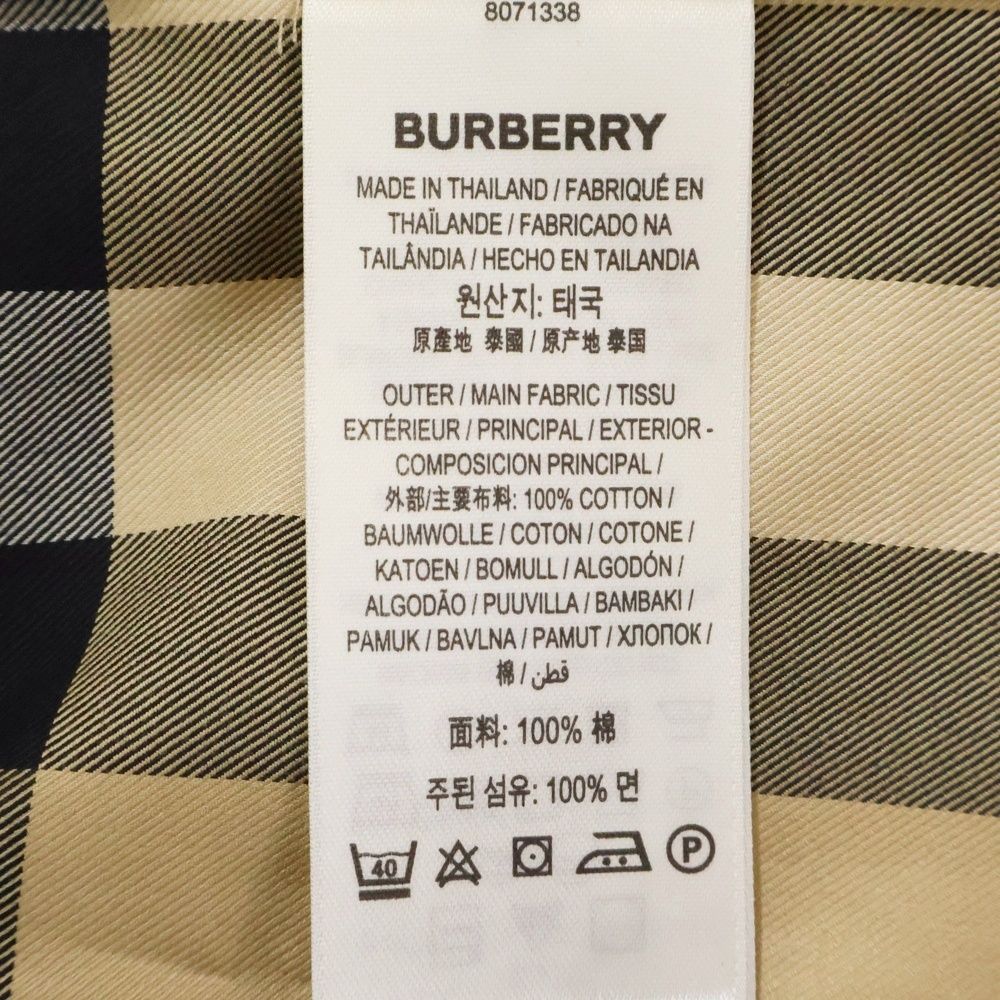 8071338
BURBERRY
MADE IN THAILAND / FABRIQUÉ EN
THAÏLANDE / FABRICADO NA
TAILÂNDIA / HECHO EN TAILANDIA
원산지: 태국
原產地 泰國 / 原产地 泰国
OUTER / MAIN FABRIC / TISSU
EXTÉRIEUR / PRINCIPAL / EXTERIOR -
COMPOSICION PRINCIPAL /
外部/主要布料: 100% COTTON /
BAUMWOLLE / COTON / COTONE /
KATOEN / BOMULL / ALGODÓN /
ALGODÃO / PUUVILLA / BAMBAKI /
PAMUK / BAVLNA / PAMUT / ХЛОПОК /
棉 / قطن
面料: 100% 棉
주된 섬유: 100% 면
40 P